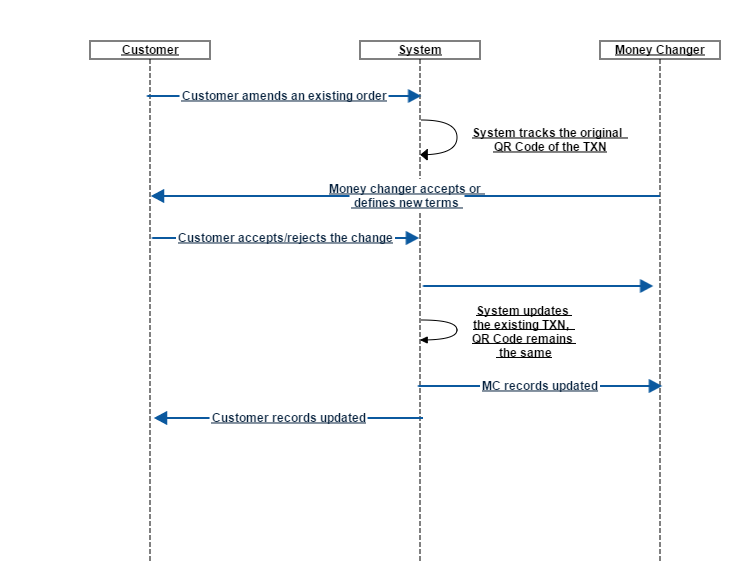 Customer
System
Money Changer
Customer amends an existing order
System tracks the original
QR Code of the TXN
Money changer accepts or
defines new terms
Customer accepts/rejects the change
System updates
the existing TXN,
QR Code remains
the same
MC records updated
Customer records updated